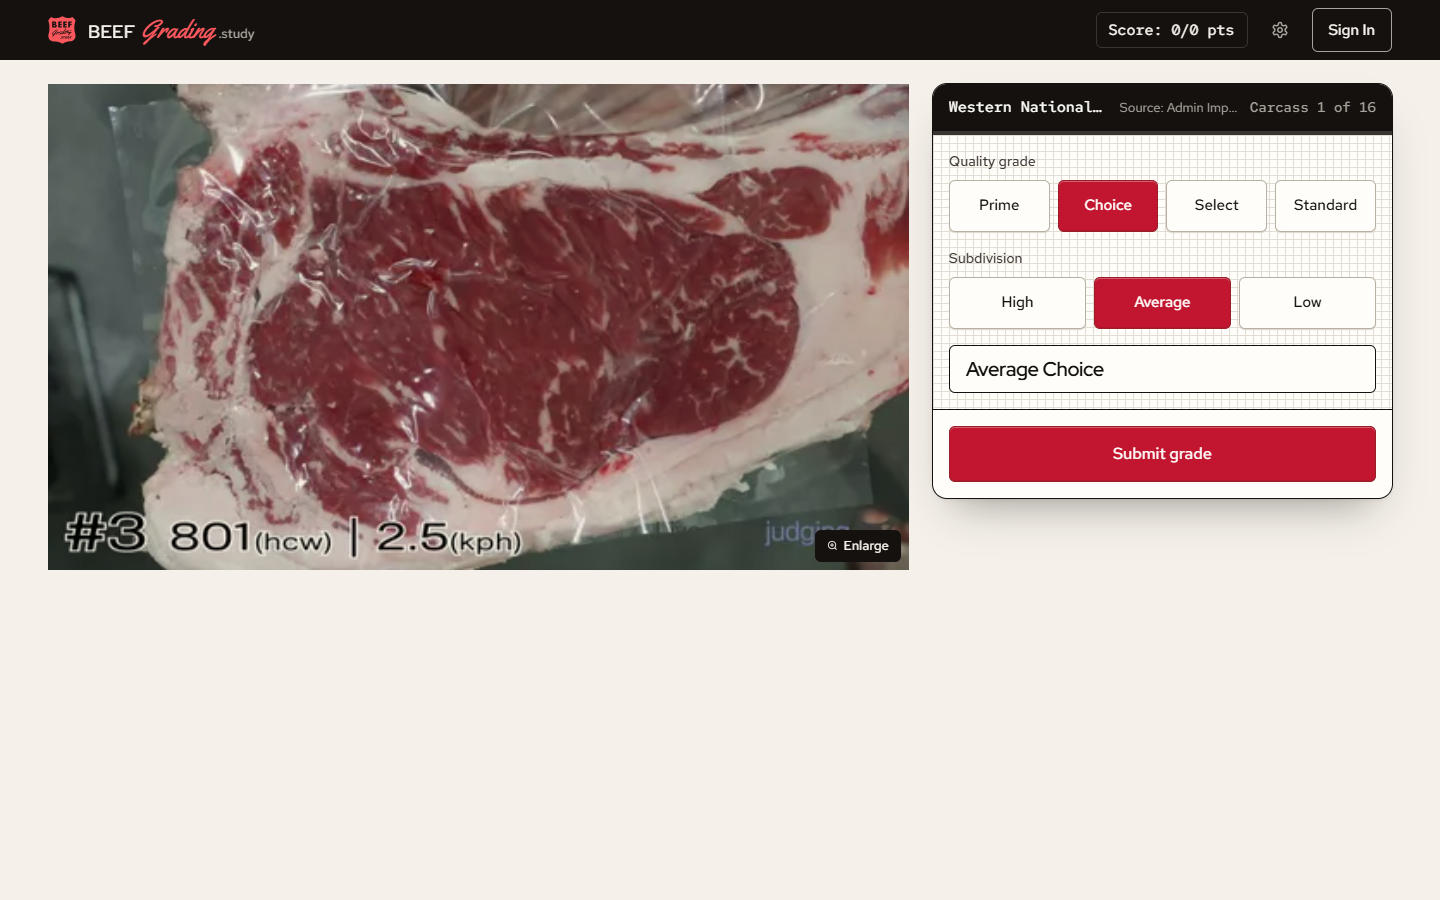 BEEF Grading.study
Score: 0/0 pts
Sign In
Western National…
Source: Admin Imp…
Carcass 1 of 16
Quality grade
Prime
Choice
Select
Standard
Subdivision
High
Average
Low
Average Choice
Submit grade
#3 801(hcw) | 2.5(kph)
Enlarge